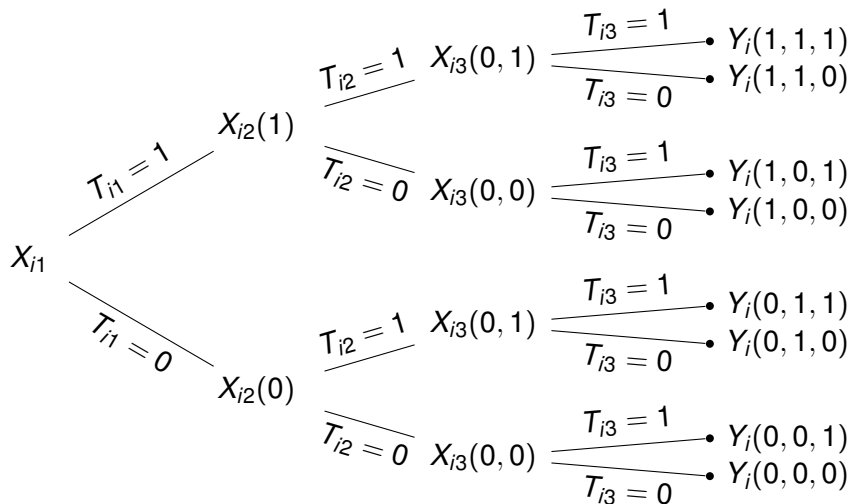 T_{i3} = 1
Y_i(1, 1, 1)
X_{i3}(0, 1)
T_{i2} = 1
T_{i3} = 0
Y_i(1, 1, 0)
X_{i2}(1)
T_{i3} = 1
Y_i(1, 0, 1)
T_{i1} = 1
T_{i2} = 0
X_{i3}(0, 0)
T_{i3} = 0
Y_i(1, 0, 0)
X_{i1}
T_{i3} = 1
Y_i(0, 1, 1)
T_{i1} = 0
T_{i2} = 1
X_{i3}(0, 1)
T_{i3} = 0
Y_i(0, 1, 0)
X_{i2}(0)
T_{i3} = 1
Y_i(0, 0, 1)
T_{i2} = 0
X_{i3}(0, 0)
T_{i3} = 0
Y_i(0, 0, 0)